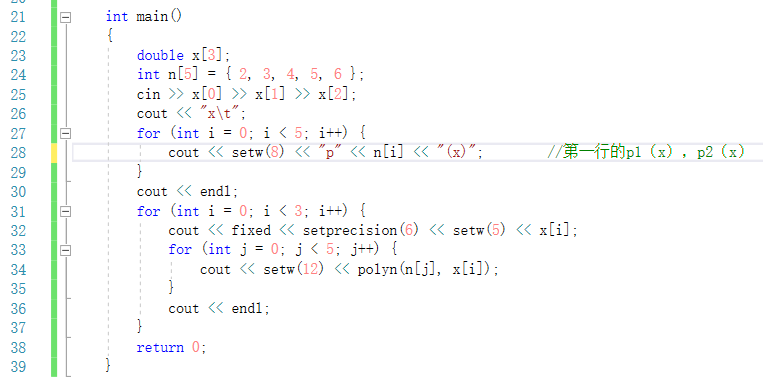 21 int main()
22 {
23 double x[3];
24 int n[5] = { 2, 3, 4, 5, 6 };
25 cin >> x[0] >> x[1] >> x[2];
26 cout << "x\t";
27 for (int i = 0; i < 5; i++) {
28 cout << setw(8) << "p" << n[i] << "(x)"; //第一行的p1（x）, p2（x）
29 }
30 cout << endl;
31 for (int i = 0; i < 3; i++) {
32 cout << fixed << setprecision(6) << setw(5) << x[i];
33 for (int j = 0; j < 5; j++) {
34 cout << setw(12) << polyn(n[j], x[i]);
35 }
36 cout << endl;
37 }
38 return 0;
39 }